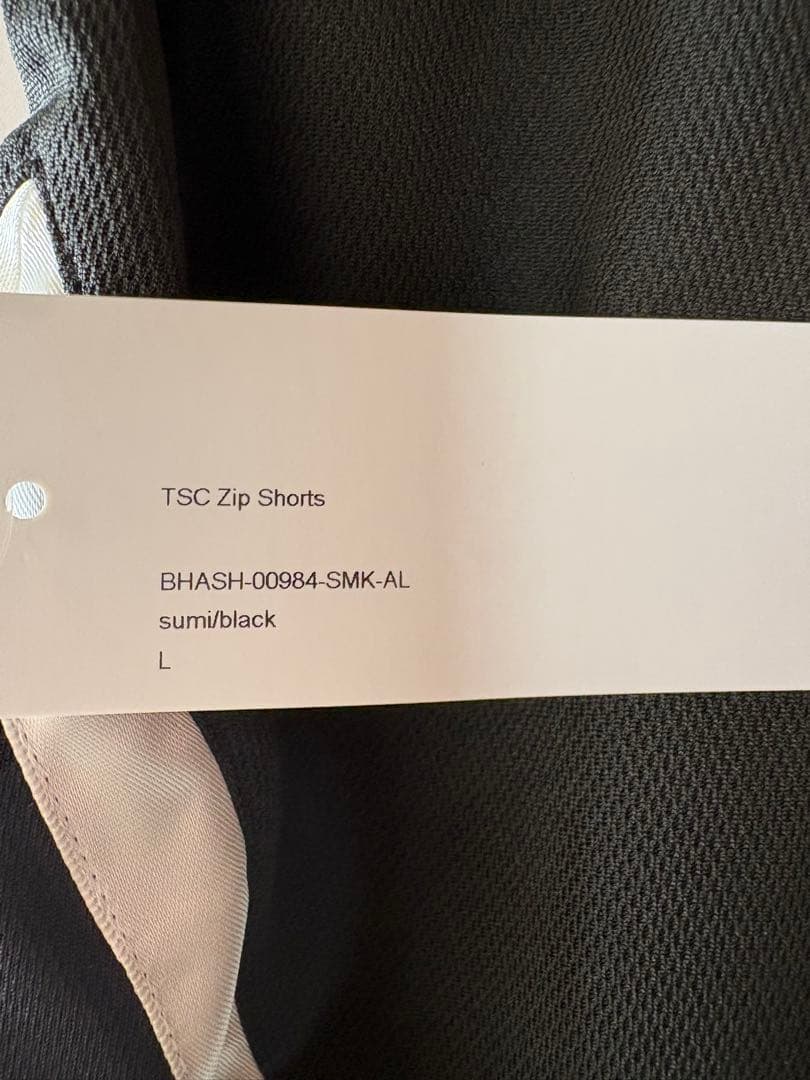 TSC Zip Shorts
BHASH-00984-SMK-AL
sumi/black
L